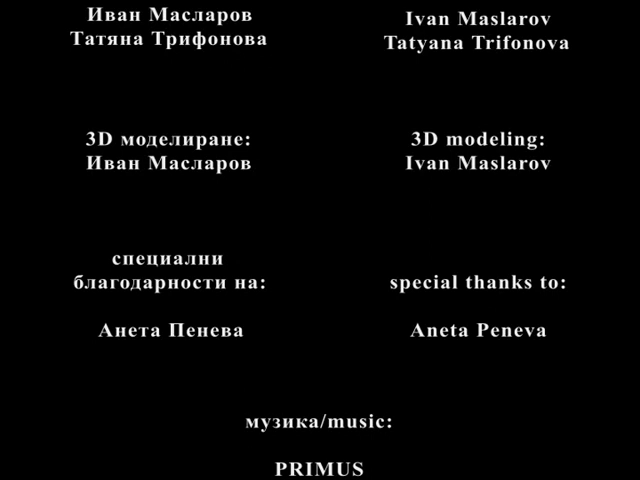 Иван Масларов
Татяна Трифонова
Ivan Maslarov
Tatyana Trifonova
3D моделиране:
Иван Масларов
3D modeling:
Ivan Maslarov
специални
благодарности на:
Анета Пенева
special thanks to:
Aneta Peneva
музика/music:
PRIMUS